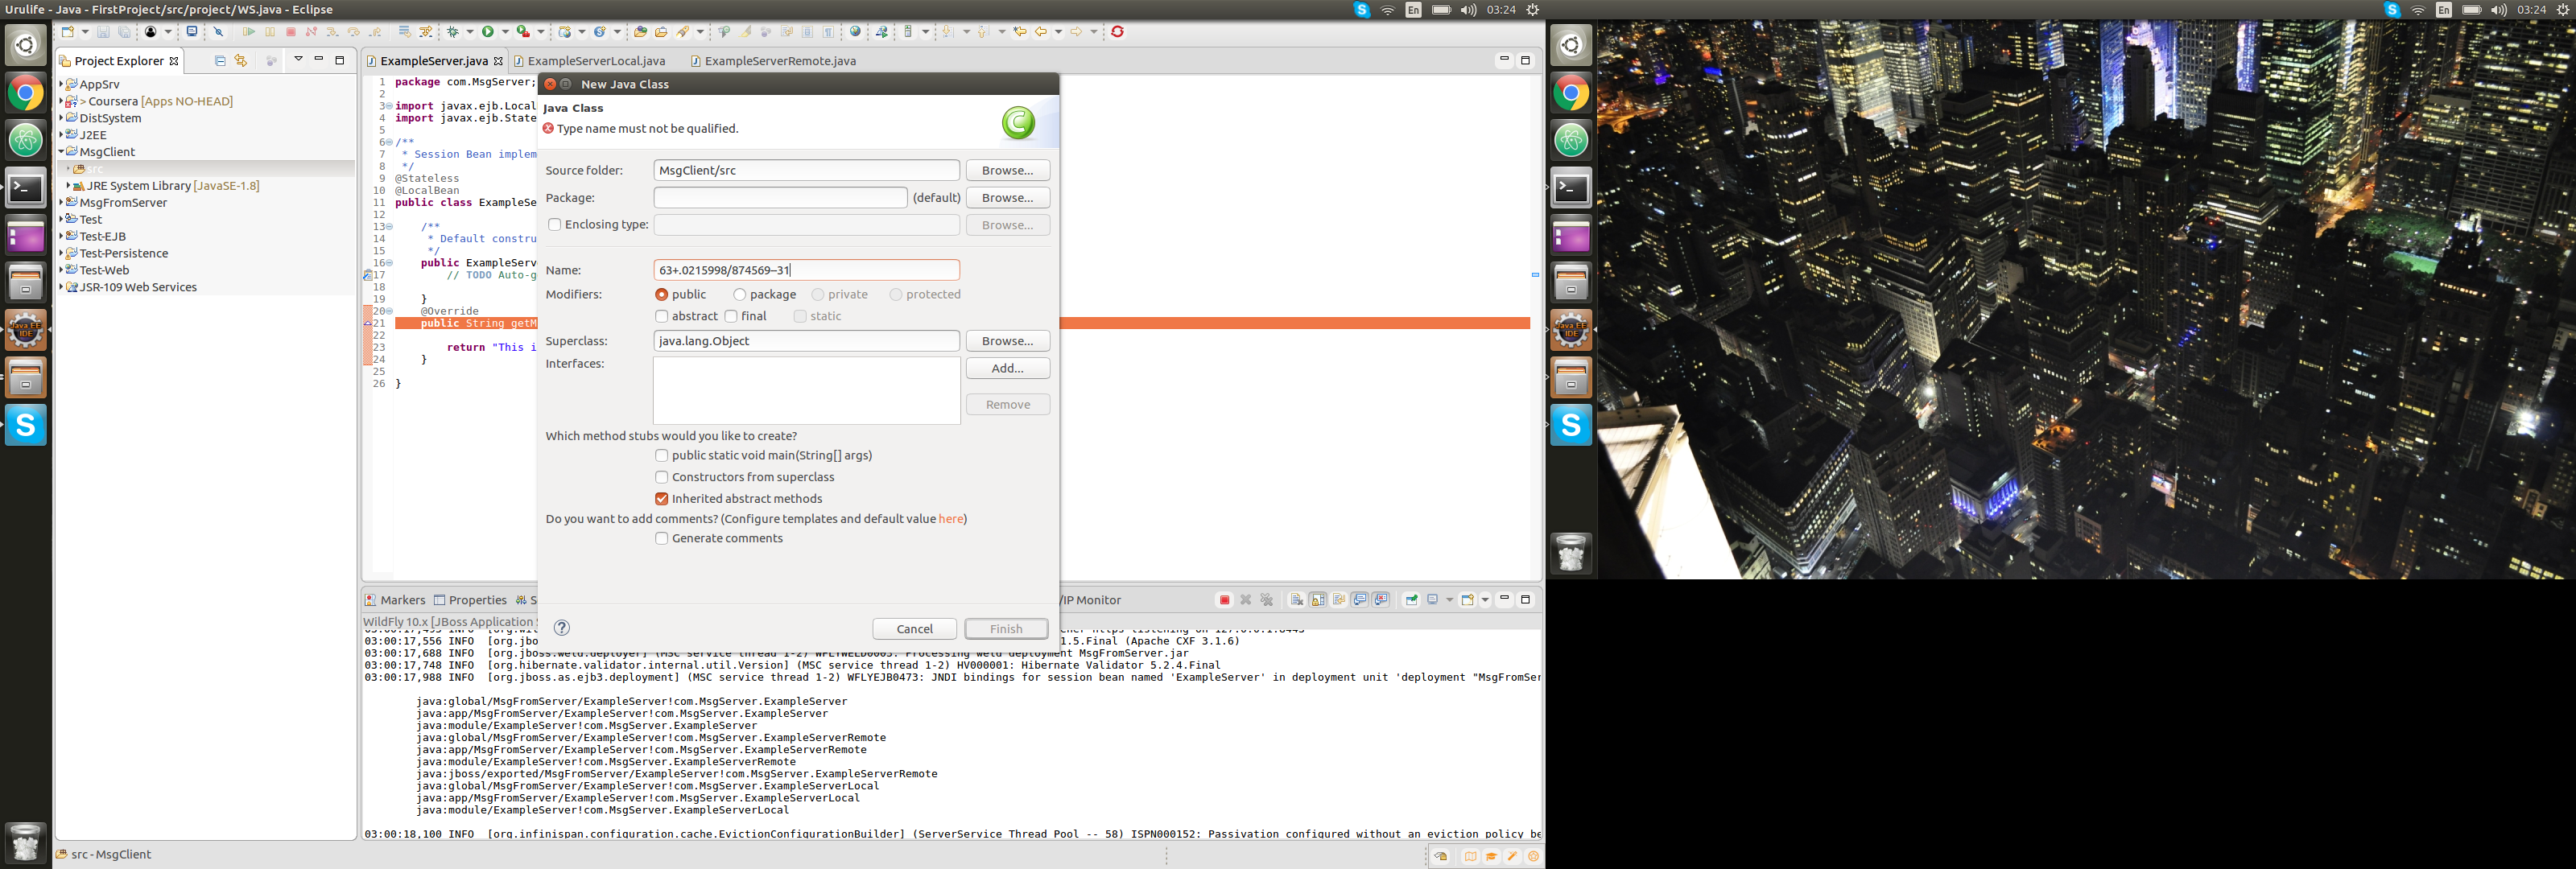 Urulife - Java - FirstProject/src/project/WS.java - Eclipse
En 03:24
En 03:24
Project Explorer
AppSrv
> Coursera [Apps NO-HEAD]
DistSystem
J2EE
MsgClient
src
JRE System Library [JavaSE-1.8]
MsgFromServer
Test
Test-EJB
Test-Persistence
Test-Web
JSR-109 Web Services
Java EE IDE
ExampleServer.java
ExampleServerLocal.java
ExampleServerRemote.java
1 package com.MsgServer;
2
3 import javax.ejb.Local
4 import javax.ejb.State
5
6 /**
7 * Session Bean implem
8 */
9 @Stateless
10 @LocalBean
11 public class ExampleSe
12
13 /**
14 * Default constru
15 */
16 public ExampleServ
17 // TODO Auto-g
18
19 }
20 @Override
21 public String getM
22
23 return "This i
24 }
25
26 }
New Java Class
Java Class
Type name must not be qualified.
Source folder: MsgClient/src Browse...
Package: (default) Browse...
Enclosing type: Browse...
Name: 63+.0215998/874569–31
Modifiers: public package private protected
abstract final static
Superclass: java.lang.Object Browse...
Interfaces: Add...
Remove
Which method stubs would you like to create?
public static void main(String[] args)
Constructors from superclass
Inherited abstract methods
Do you want to add comments? (Configure templates and default value here)
Generate comments
Cancel Finish
Markers Properties S /IP Monitor
WildFly 10.x [JBoss Application
03:00:17,556 INFO [org.jbo 1.5.Final (Apache CXF 3.1.6)
03:00:17,688 INFO [org.jboss.weld.deployer] (MSC service thread 1-2) WFLYWELD0003: Processing weld deployment MsgFromServer.jar
03:00:17,748 INFO [org.hibernate.validator.internal.util.Version] (MSC service thread 1-2) HV000001: Hibernate Validator 5.2.4.Final
03:00:17,988 INFO [org.jboss.as.ejb3.deployment] (MSC service thread 1-2) WFLYEJB0473: JNDI bindings for session bean named 'ExampleServer' in deployment unit 'deployment "MsgFromSer
java:global/MsgFromServer/ExampleServer!com.MsgServer.ExampleServer
java:app/MsgFromServer/ExampleServer!com.MsgServer.ExampleServer
java:module/ExampleServer!com.MsgServer.ExampleServer
java:global/MsgFromServer/ExampleServer!com.MsgServer.ExampleServerRemote
java:app/MsgFromServer/ExampleServer!com.MsgServer.ExampleServerRemote
java:module/ExampleServer!com.MsgServer.ExampleServerRemote
java:jboss/exported/MsgFromServer/ExampleServer!com.MsgServer.ExampleServerRemote
java:global/MsgFromServer/ExampleServer!com.MsgServer.ExampleServerLocal
java:app/MsgFromServer/ExampleServer!com.MsgServer.ExampleServerLocal
java:module/ExampleServer!com.MsgServer.ExampleServerLocal
03:00:18,100 INFO [org.infinispan.configuration.cache.EvictionConfigurationBuilder] (ServerService Thread Pool -- 58) ISPN000152: Passivation configured without an eviction policy be
src - MsgClient
Java EE IDE